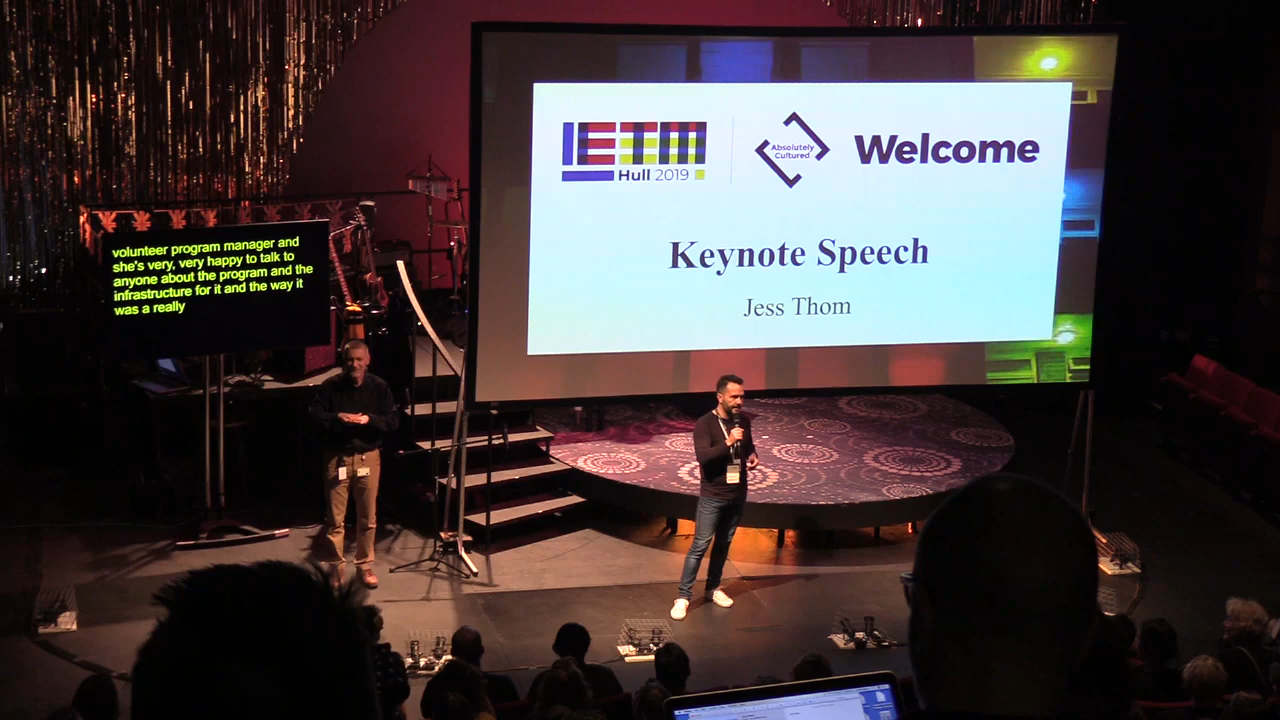 IETM
Hull 2019
Absolutely
Cultured
Welcome
Keynote Speech
Jess Thom
volunteer program manager and
she's very, very happy to talk to
anyone about the program and the
infrastructure for it and the way it
was a really